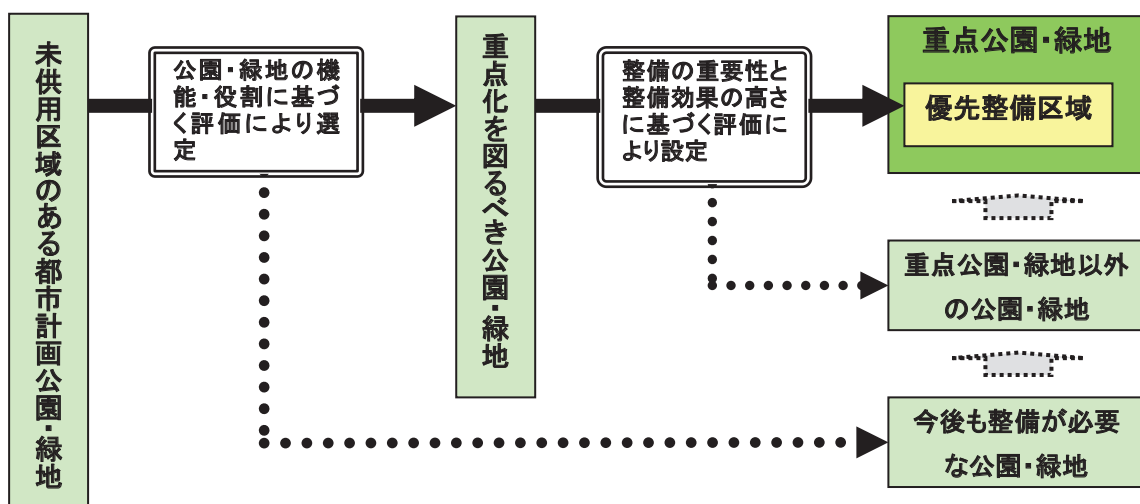 未供用区域のある都市計画公園・緑地
公園・緑地の機
能・役割に基づ
く評価により選
定
重点化を図るべき公園・緑地
整備の重要性と
整備効果の高さ
に基づく評価に
より設定
重点公園・緑地
優先整備区域
重点公園・緑地以外
の公園・緑地
今後も整備が必要
な公園・緑地